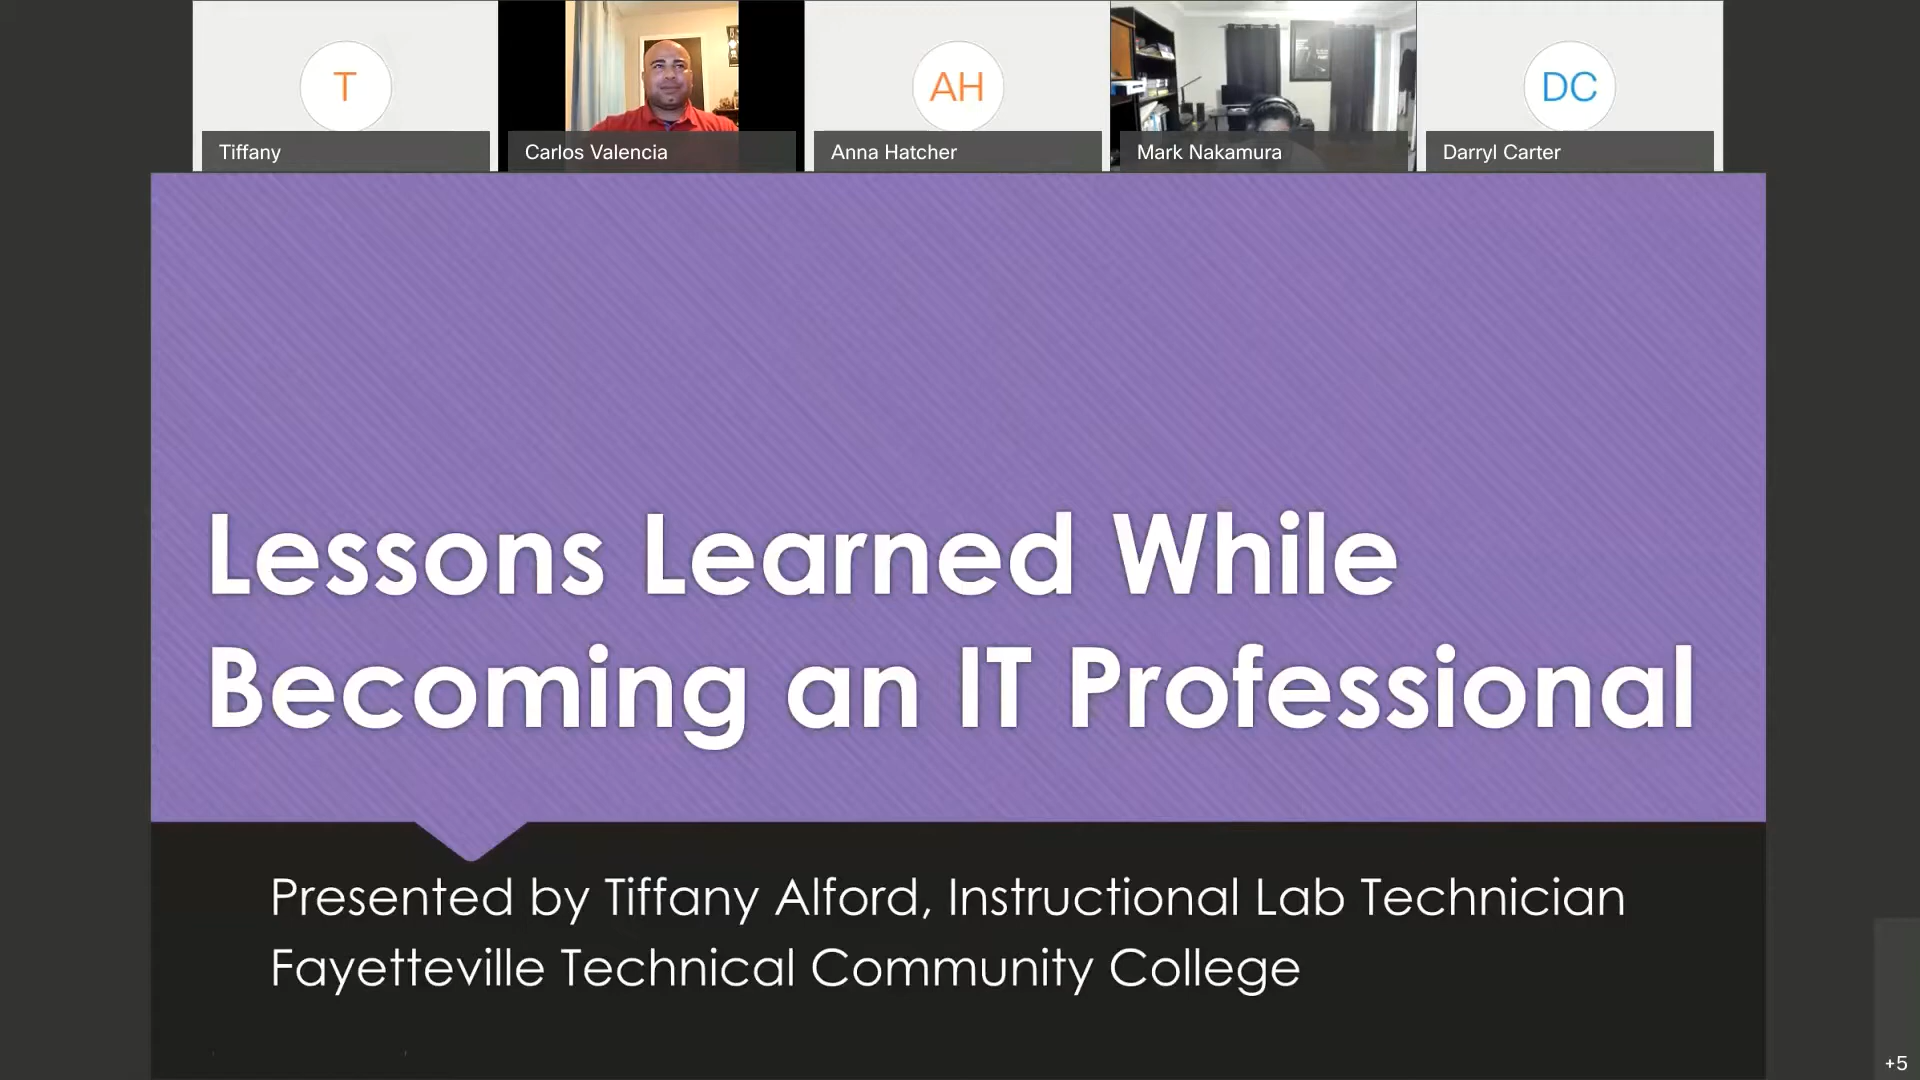 T
AH
DC
Tiffany
Carlos Valencia
Anna Hatcher
Mark Nakamura
Darryl Carter
Lessons Learned While
Becoming an IT Professional
Presented by Tiffany Alford, Instructional Lab Technician
Fayetteville Technical Community College
+5